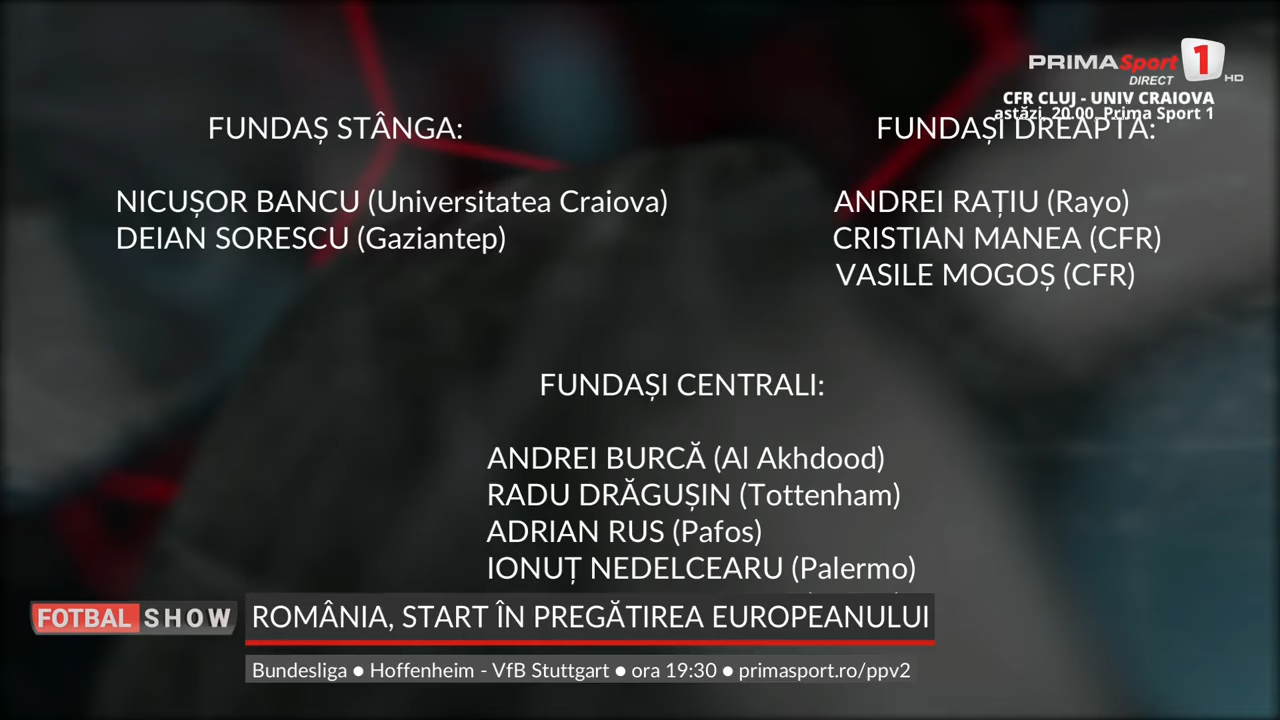 PRIMA Sport 1 HD
DIRECT
CFR CLUJ - UNIV CRAIOVA
astăzi, 20.00, Prima Sport 1
FUNDAȘ STÂNGA:
NICUȘOR BANCU (Universitatea Craiova)
DEIAN SORESCU (Gaziantep)
FUNDAȘI DREAPTA:
ANDREI RAȚIU (Rayo)
CRISTIAN MANEA (CFR)
VASILE MOGOȘ (CFR)
FUNDAȘI CENTRALI:
ANDREI BURCĂ (Al Akhdood)
RADU DRĂGUȘIN (Tottenham)
ADRIAN RUS (Pafos)
IONUȚ NEDELCEARU (Palermo)
FOTBAL SHOW
ROMÂNIA, START ÎN PREGĂTIREA EUROPEANULUI
Bundesliga ● Hoffenheim - VfB Stuttgart ● ora 19:30 ● primasport.ro/ppv2